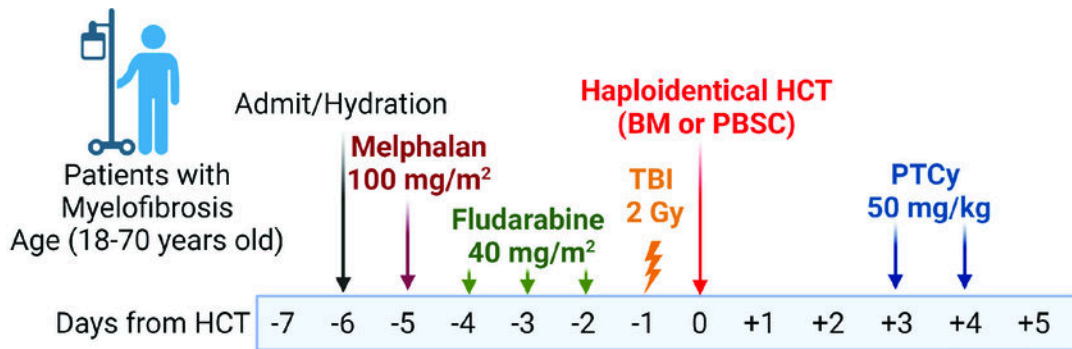 Admit/Hydration
Patients with
Myelofibrosis
Age (18-70 years old)
Melphalan
100 mg/m²
Fludarabine
40 mg/m²
TBI
2 Gy
Haploidentical HCT
(BM or PBSC)
PTCy
50 mg/kg
Days from HCT -7 -6 -5 -4 -3 -2 -1 0 +1 +2 +3 +4 +5